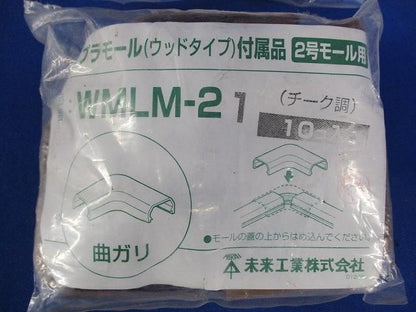 プラモール(ウッドタイプ)付属品 2号モール用
WMLM-21
(チーク調)
曲ガリ
●モールの蓋の上からはめ込んでください。
未来工業株式会社